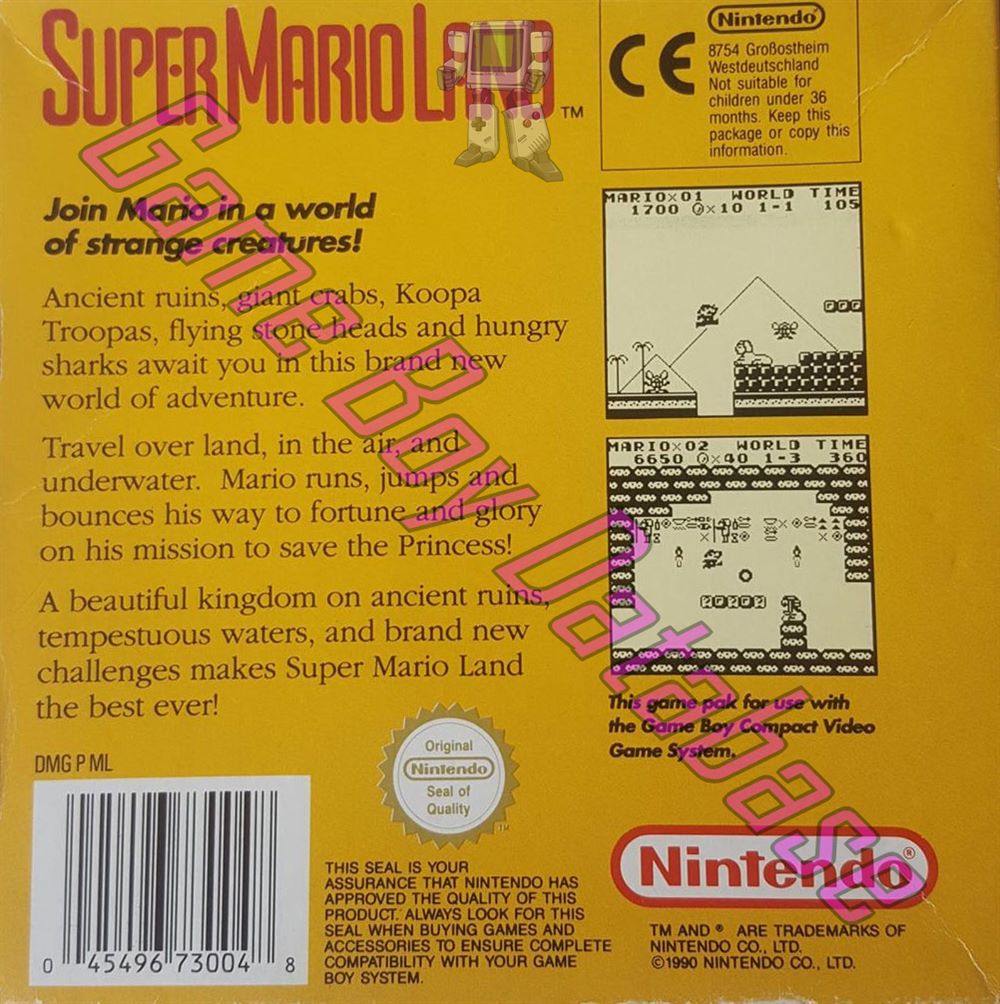 SUPER MARIO LAND™
Nintendo®
CE
8754 Großostheim
Westdeutschland
Not suitable for
children under 36
months. Keep this
package or copy this
information.
Join Mario in a world
of strange creatures!
Ancient ruins, giant crabs, Koopa
Troopas, flying stone heads and hungry
sharks await you in this brand new
world of adventure.
Travel over land, in the air, and
underwater. Mario runs, jumps and
bounces his way to fortune and glory
on his mission to save the Princess!
A beautiful kingdom on ancient ruins,
tempestuous waters, and brand new
challenges makes Super Mario Land
the best ever!
MARIO×01 WORLD TIME
1700 ×10 1-1 105
MARIO×02 WORLD TIME
6650 ×40 1-3 360
This game pak for use with
the Game Boy Compact Video
Game System.
DMG P ML
0 45496 73004 8
Original
Nintendo
Seal of
Quality
TM
THIS SEAL IS YOUR
ASSURANCE THAT NINTENDO HAS
APPROVED THE QUALITY OF THIS
PRODUCT. ALWAYS LOOK FOR THIS
SEAL WHEN BUYING GAMES AND
ACCESSORIES TO ENSURE COMPLETE
COMPATIBILITY WITH YOUR GAME
BOY SYSTEM.
Nintendo®
TM AND ® ARE TRADEMARKS OF
NINTENDO CO., LTD.
©1990 NINTENDO CO., LTD.
Game Boy Database